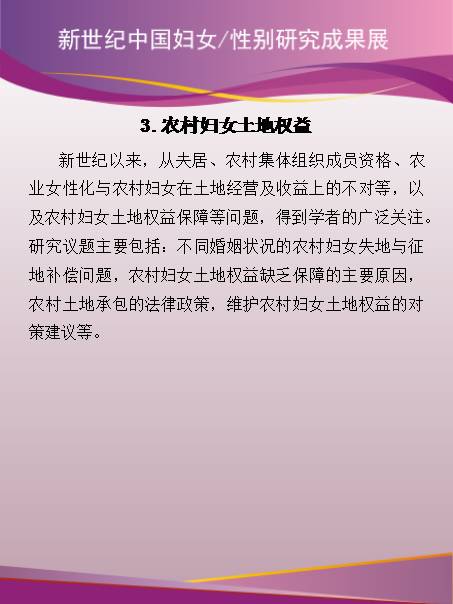 新世纪中国妇女/性别研究成果展
3.农村妇女土地权益
新世纪以来，从夫居、农村集体组织成员资格、农
业女性化与农村妇女在土地经营及收益上的不对等，以
及农村妇女土地权益保障等问题，得到学者的广泛关注。
研究议题主要包括：不同婚姻状况的农村妇女失地与征
地补偿问题，农村妇女土地权益缺乏保障的主要原因，
农村土地承包的法律政策，维护农村妇女土地权益的对
策建议等。